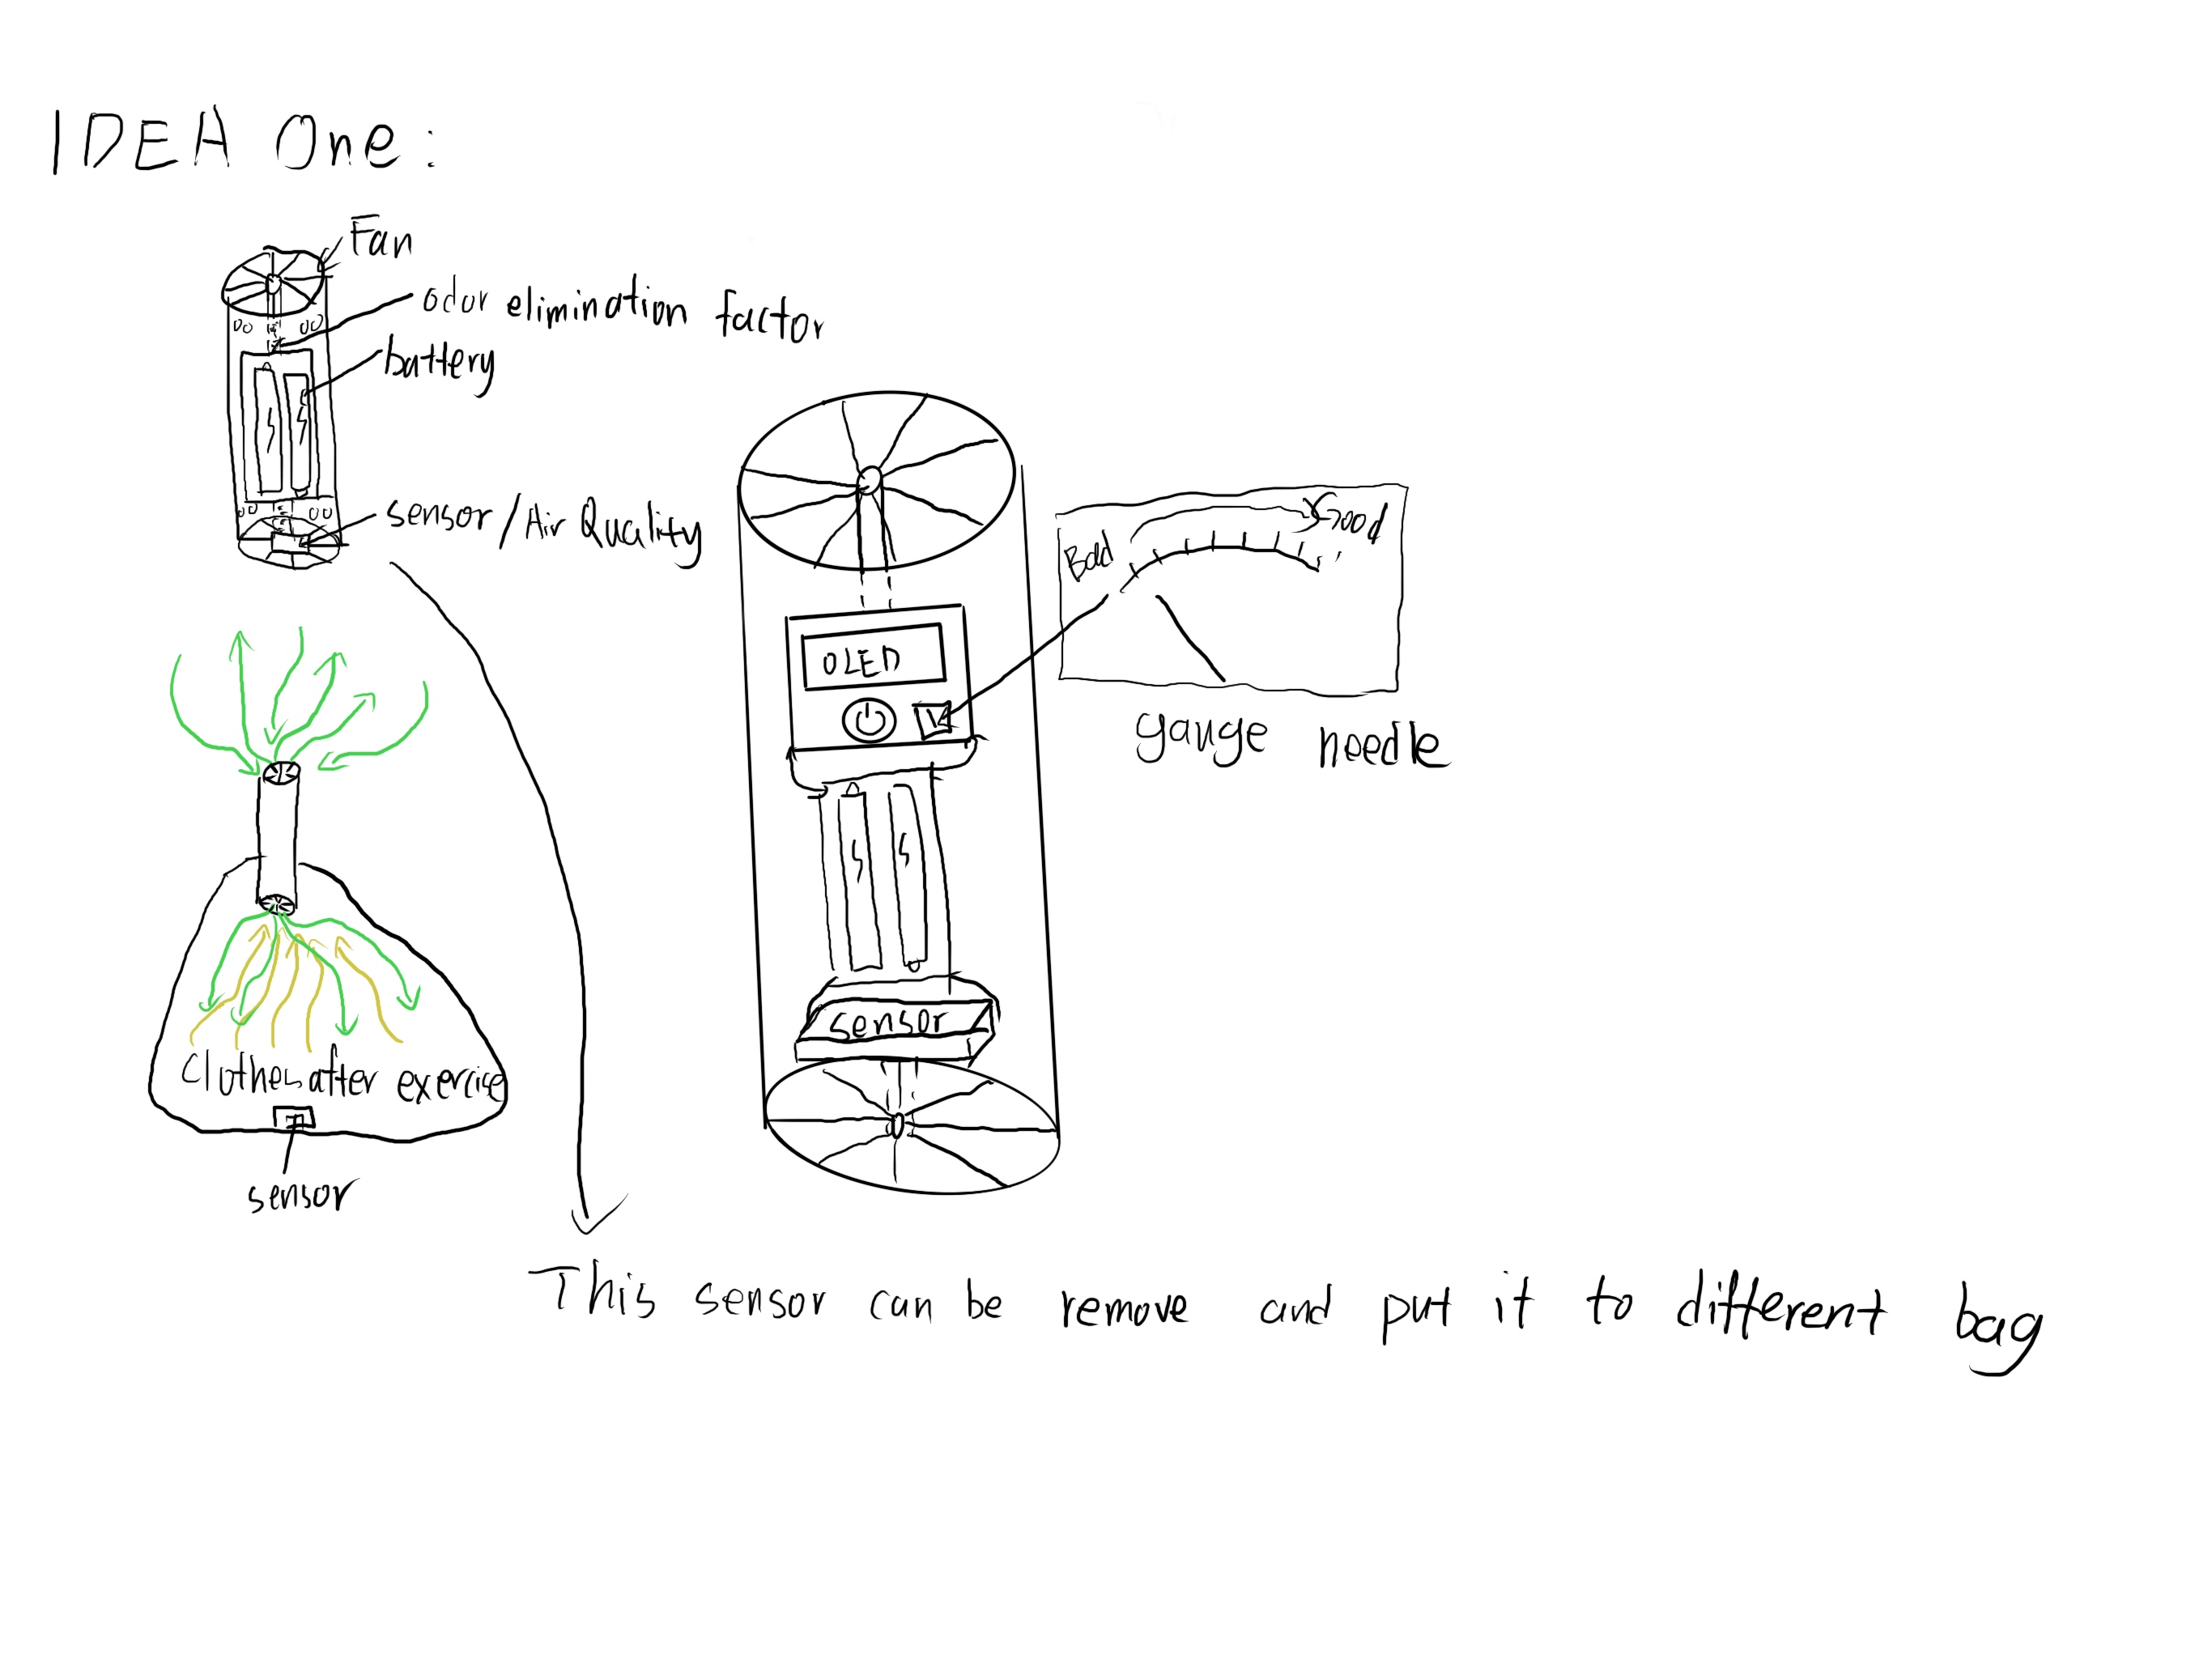 IDEA One:
Fan
odor elimination factor
battery
sensor/Air Quality
Bad
Good
OLED
gauge needle
sensor
Clothes after exercise
sensor
This sensor can be remove and put it to different bag